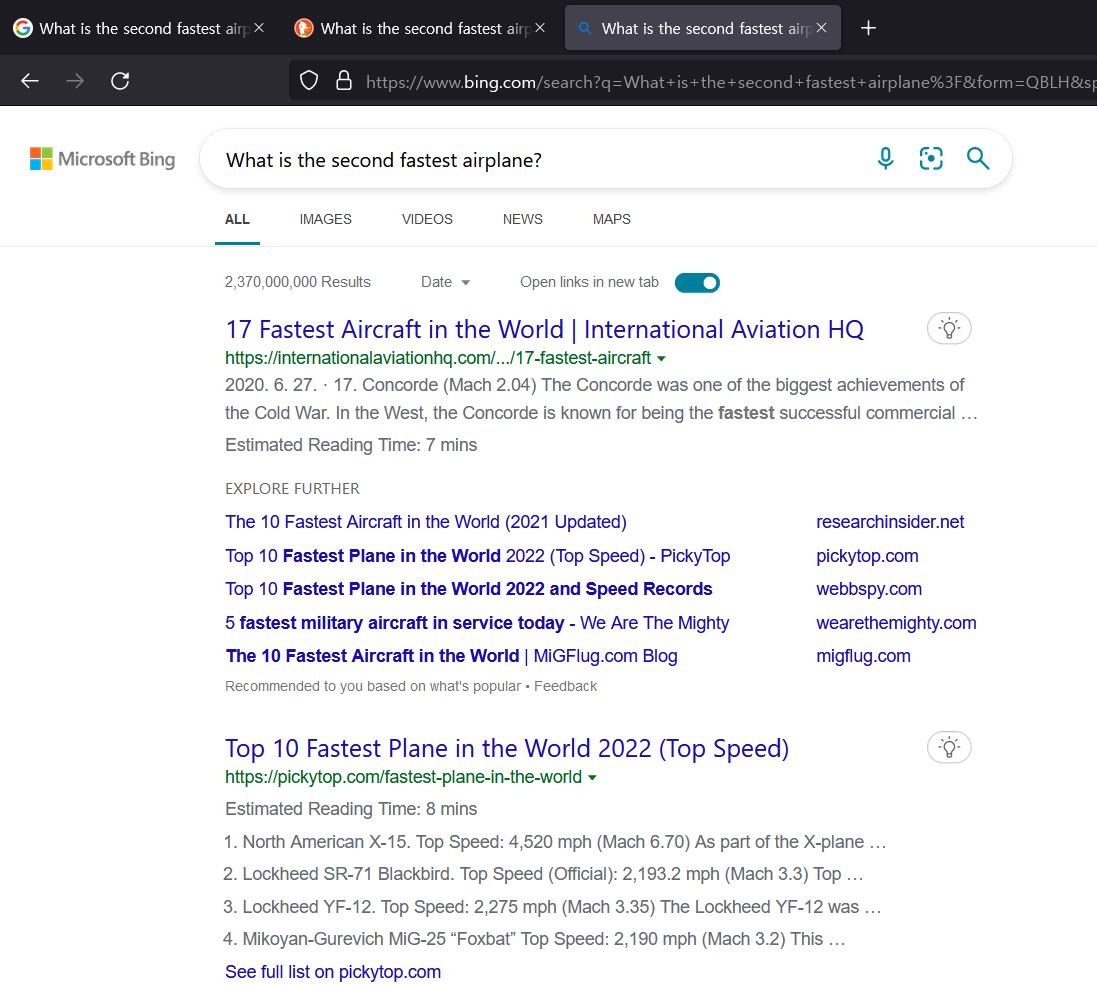 What is the second fastest airp
What is the second fastest airp
What is the second fastest airp
https://www.bing.com/search?q=What+is+the+second+fastest+airplane%3F&form=QBLH&sp
Microsoft Bing
What is the second fastest airplane?
ALL IMAGES VIDEOS NEWS MAPS
2,370,000,000 Results Date Open links in new tab
17 Fastest Aircraft in the World | International Aviation HQ
https://internationalaviationhq.com/.../17-fastest-aircraft
2020. 6. 27. · 17. Concorde (Mach 2.04) The Concorde was one of the biggest achievements of
the Cold War. In the West, the Concorde is known for being the fastest successful commercial …
Estimated Reading Time: 7 mins
EXPLORE FURTHER
The 10 Fastest Aircraft in the World (2021 Updated) researchinsider.net
Top 10 Fastest Plane in the World 2022 (Top Speed) - PickyTop pickytop.com
Top 10 Fastest Plane in the World 2022 and Speed Records webbspy.com
5 fastest military aircraft in service today - We Are The Mighty wearethemighty.com
The 10 Fastest Aircraft in the World | MiGFlug.com Blog migflug.com
Recommended to you based on what's popular • Feedback
Top 10 Fastest Plane in the World 2022 (Top Speed)
https://pickytop.com/fastest-plane-in-the-world
Estimated Reading Time: 8 mins
1. North American X-15. Top Speed: 4,520 mph (Mach 6.70) As part of the X-plane …
2. Lockheed SR-71 Blackbird. Top Speed (Official): 2,193.2 mph (Mach 3.3) Top …
3. Lockheed YF-12. Top Speed: 2,275 mph (Mach 3.35) The Lockheed YF-12 was …
4. Mikoyan-Gurevich MiG-25 “Foxbat” Top Speed: 2,190 mph (Mach 3.2) This …
See full list on pickytop.com